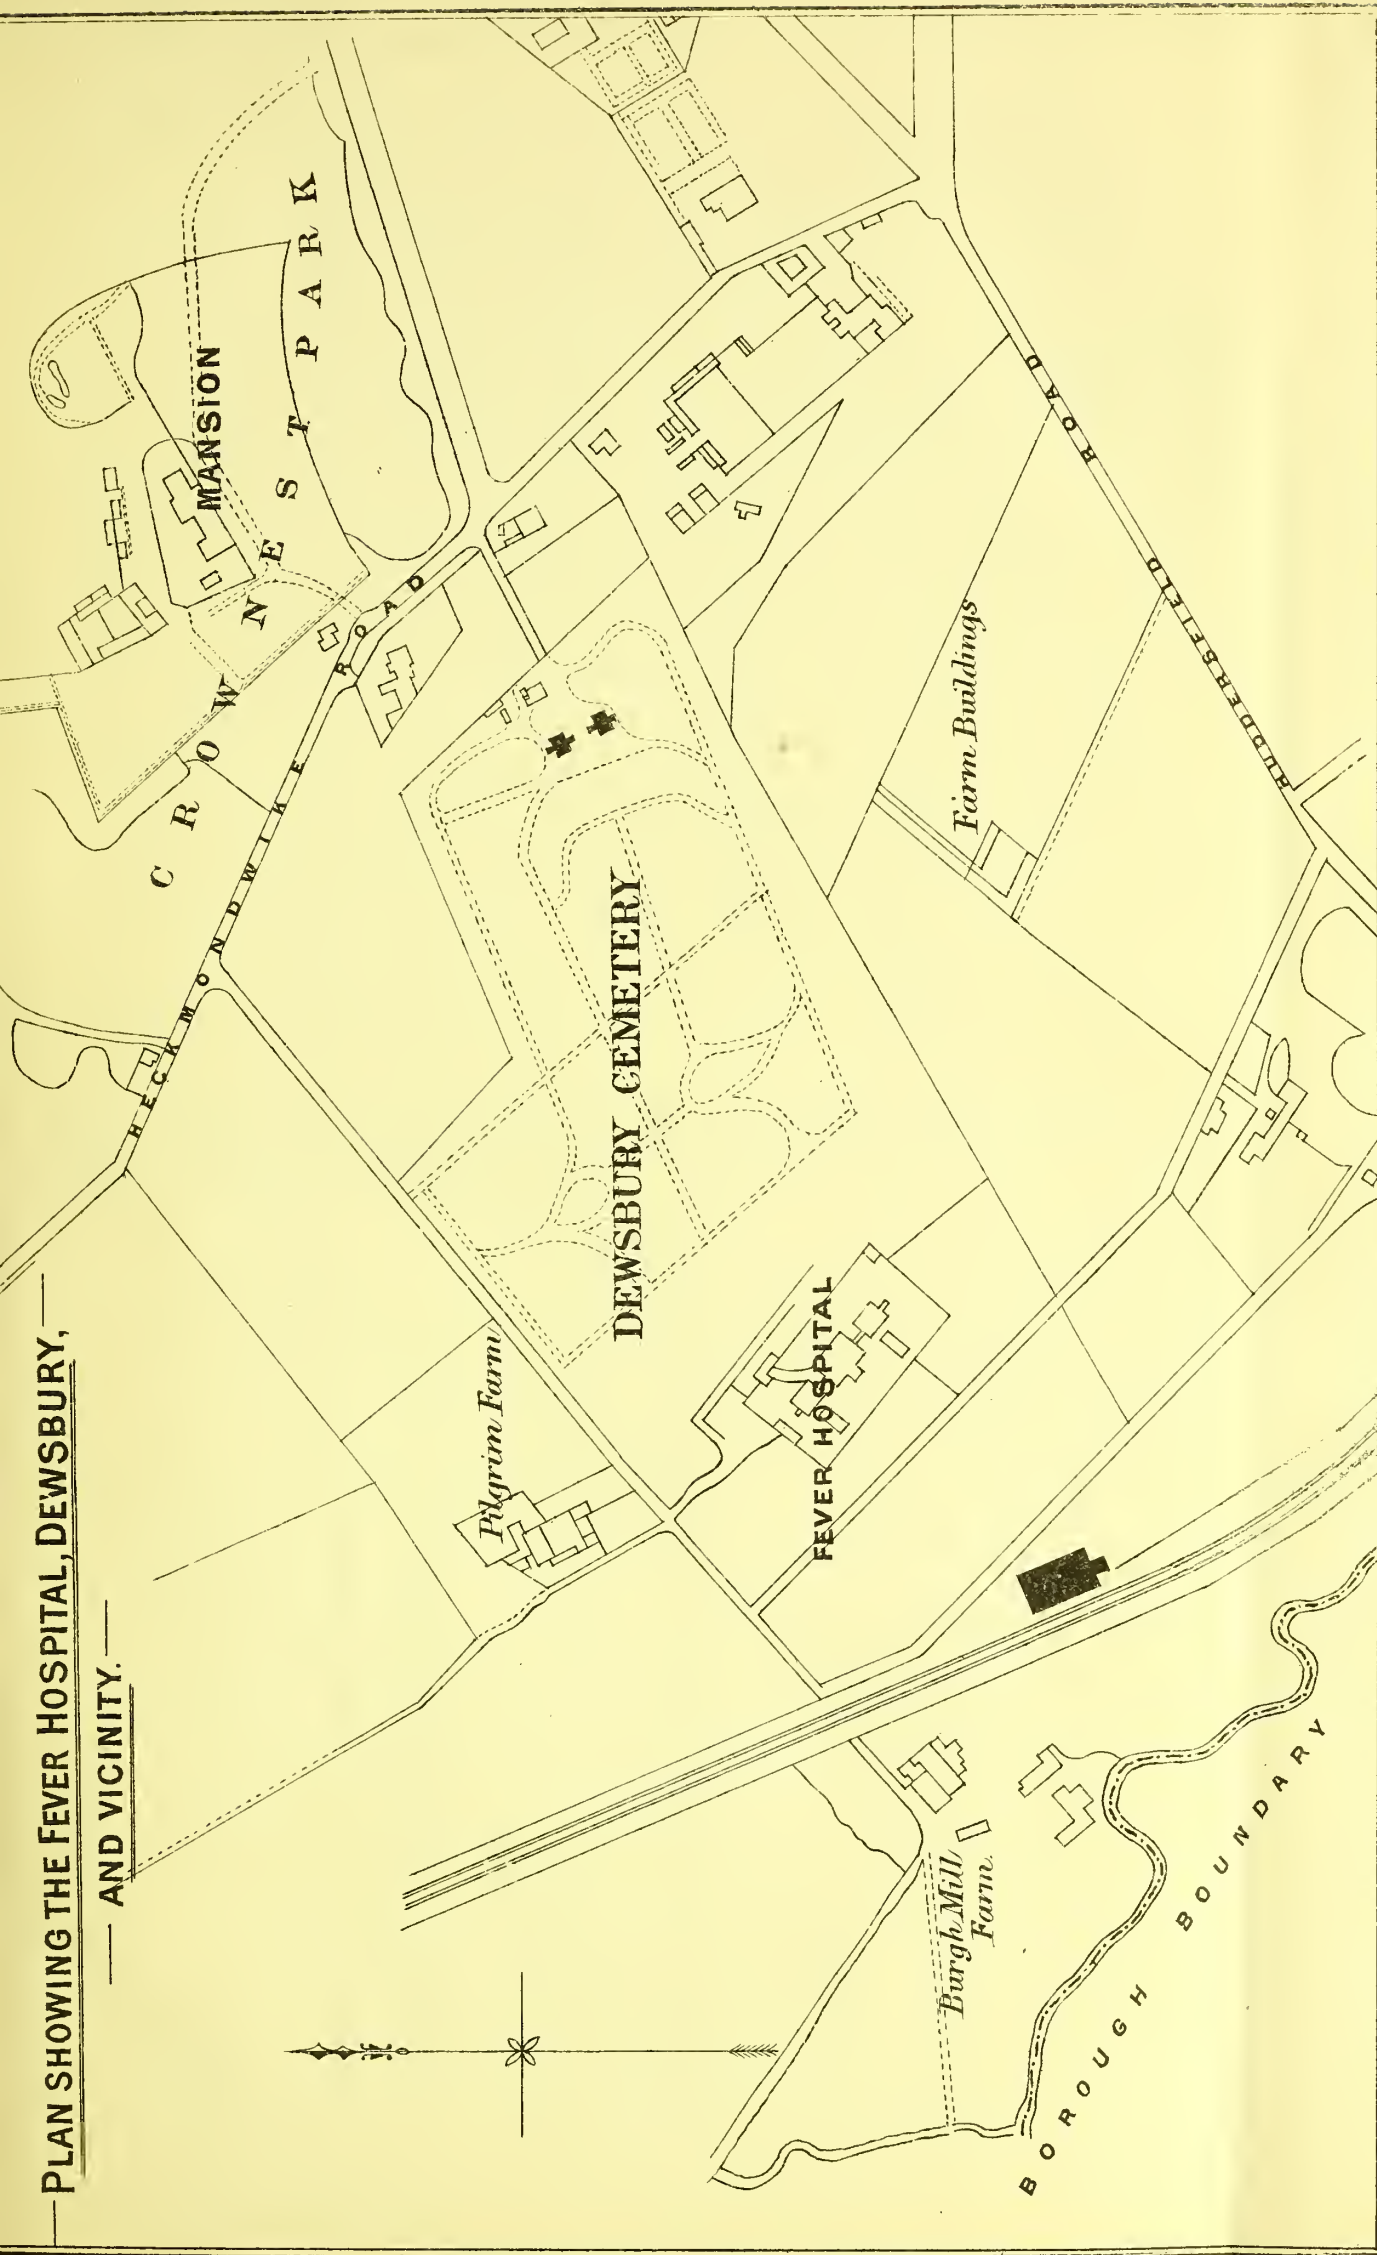 PLAN SHOWING THE FEVER HOSPITAL, DEWSBURY,
AND VICINITY.
HECKMONDWIKE ROAD
CROW NEST PARK
MANSION
Pilgrim Farm
DEWSBURY CEMETERY
FEVER HOSPITAL
Farm Buildings
HUDDERSFIELD ROAD
Burgh Mill
Farm.
BOROUGH BOUNDARY